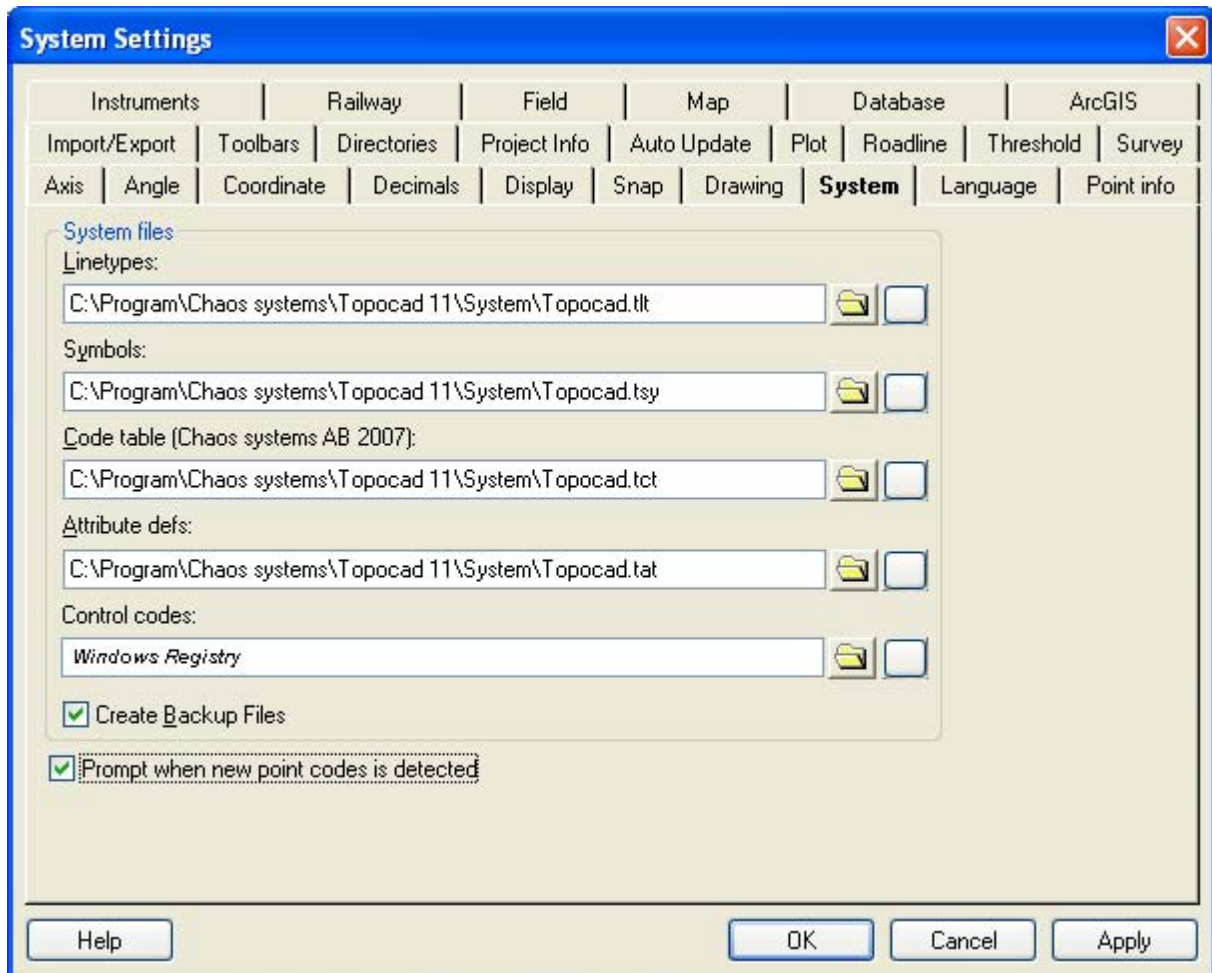 System Settings
Instruments Railway Field Map Database ArcGIS
Import/Export Toolbars Directories Project Info Auto Update Plot Roadline Threshold Survey
Axis Angle Coordinate Decimals Display Snap Drawing System Language Point info
System files
Linetypes:
C:\Program\Chaos systems\Topocad 11\System\Topocad.tlt
Symbols:
C:\Program\Chaos systems\Topocad 11\System\Topocad.tsy
Code table (Chaos systems AB 2007):
C:\Program\Chaos systems\Topocad 11\System\Topocad.tct
Attribute defs:
C:\Program\Chaos systems\Topocad 11\System\Topocad.tat
Control codes:
Windows Registry
Create Backup Files
Prompt when new point codes is detected
Help OK Cancel Apply